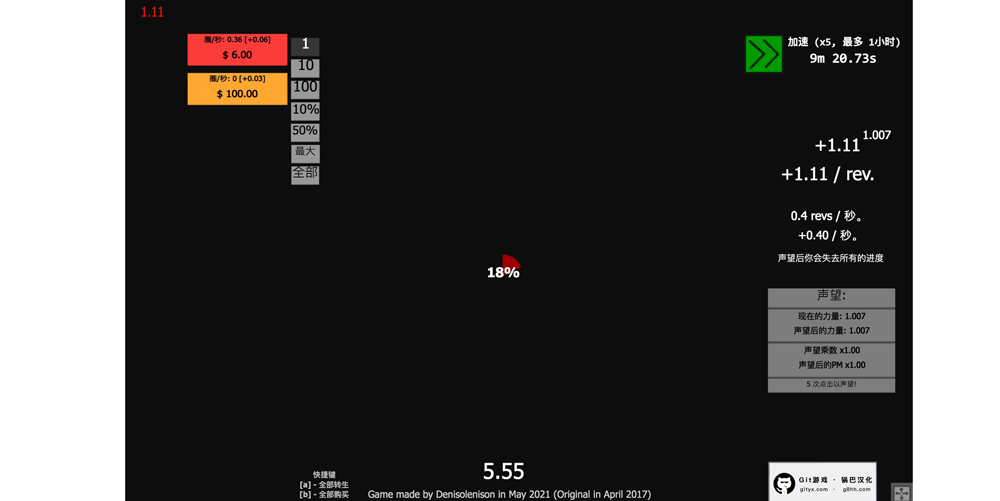 1.11
圈/秒: 0.36 [+0.06]
$ 6.00
圈/秒: 0 [+0.03]
$ 100.00
1
10
100
10%
50%
最大
全部
加速 (x5, 最多 1小时)
9m 20.73s
+1.11 1.007
+1.11 / rev.
0.4 revs / 秒。
+0.40 / 秒。
声望后你会失去所有的进度
18%
声望:
现在的力量: 1.007
声望后的力量: 1.007
声望乘数 x1.00
声望后的PM x1.00
5 次点击以声望!
5.55
快捷键
[a] - 全部转生
[b] - 全部购买
Game made by Denisolenison in May 2021 (Original in April 2017)
Git游戏 · 锅巴汉化
gityx.com · g8hh.com